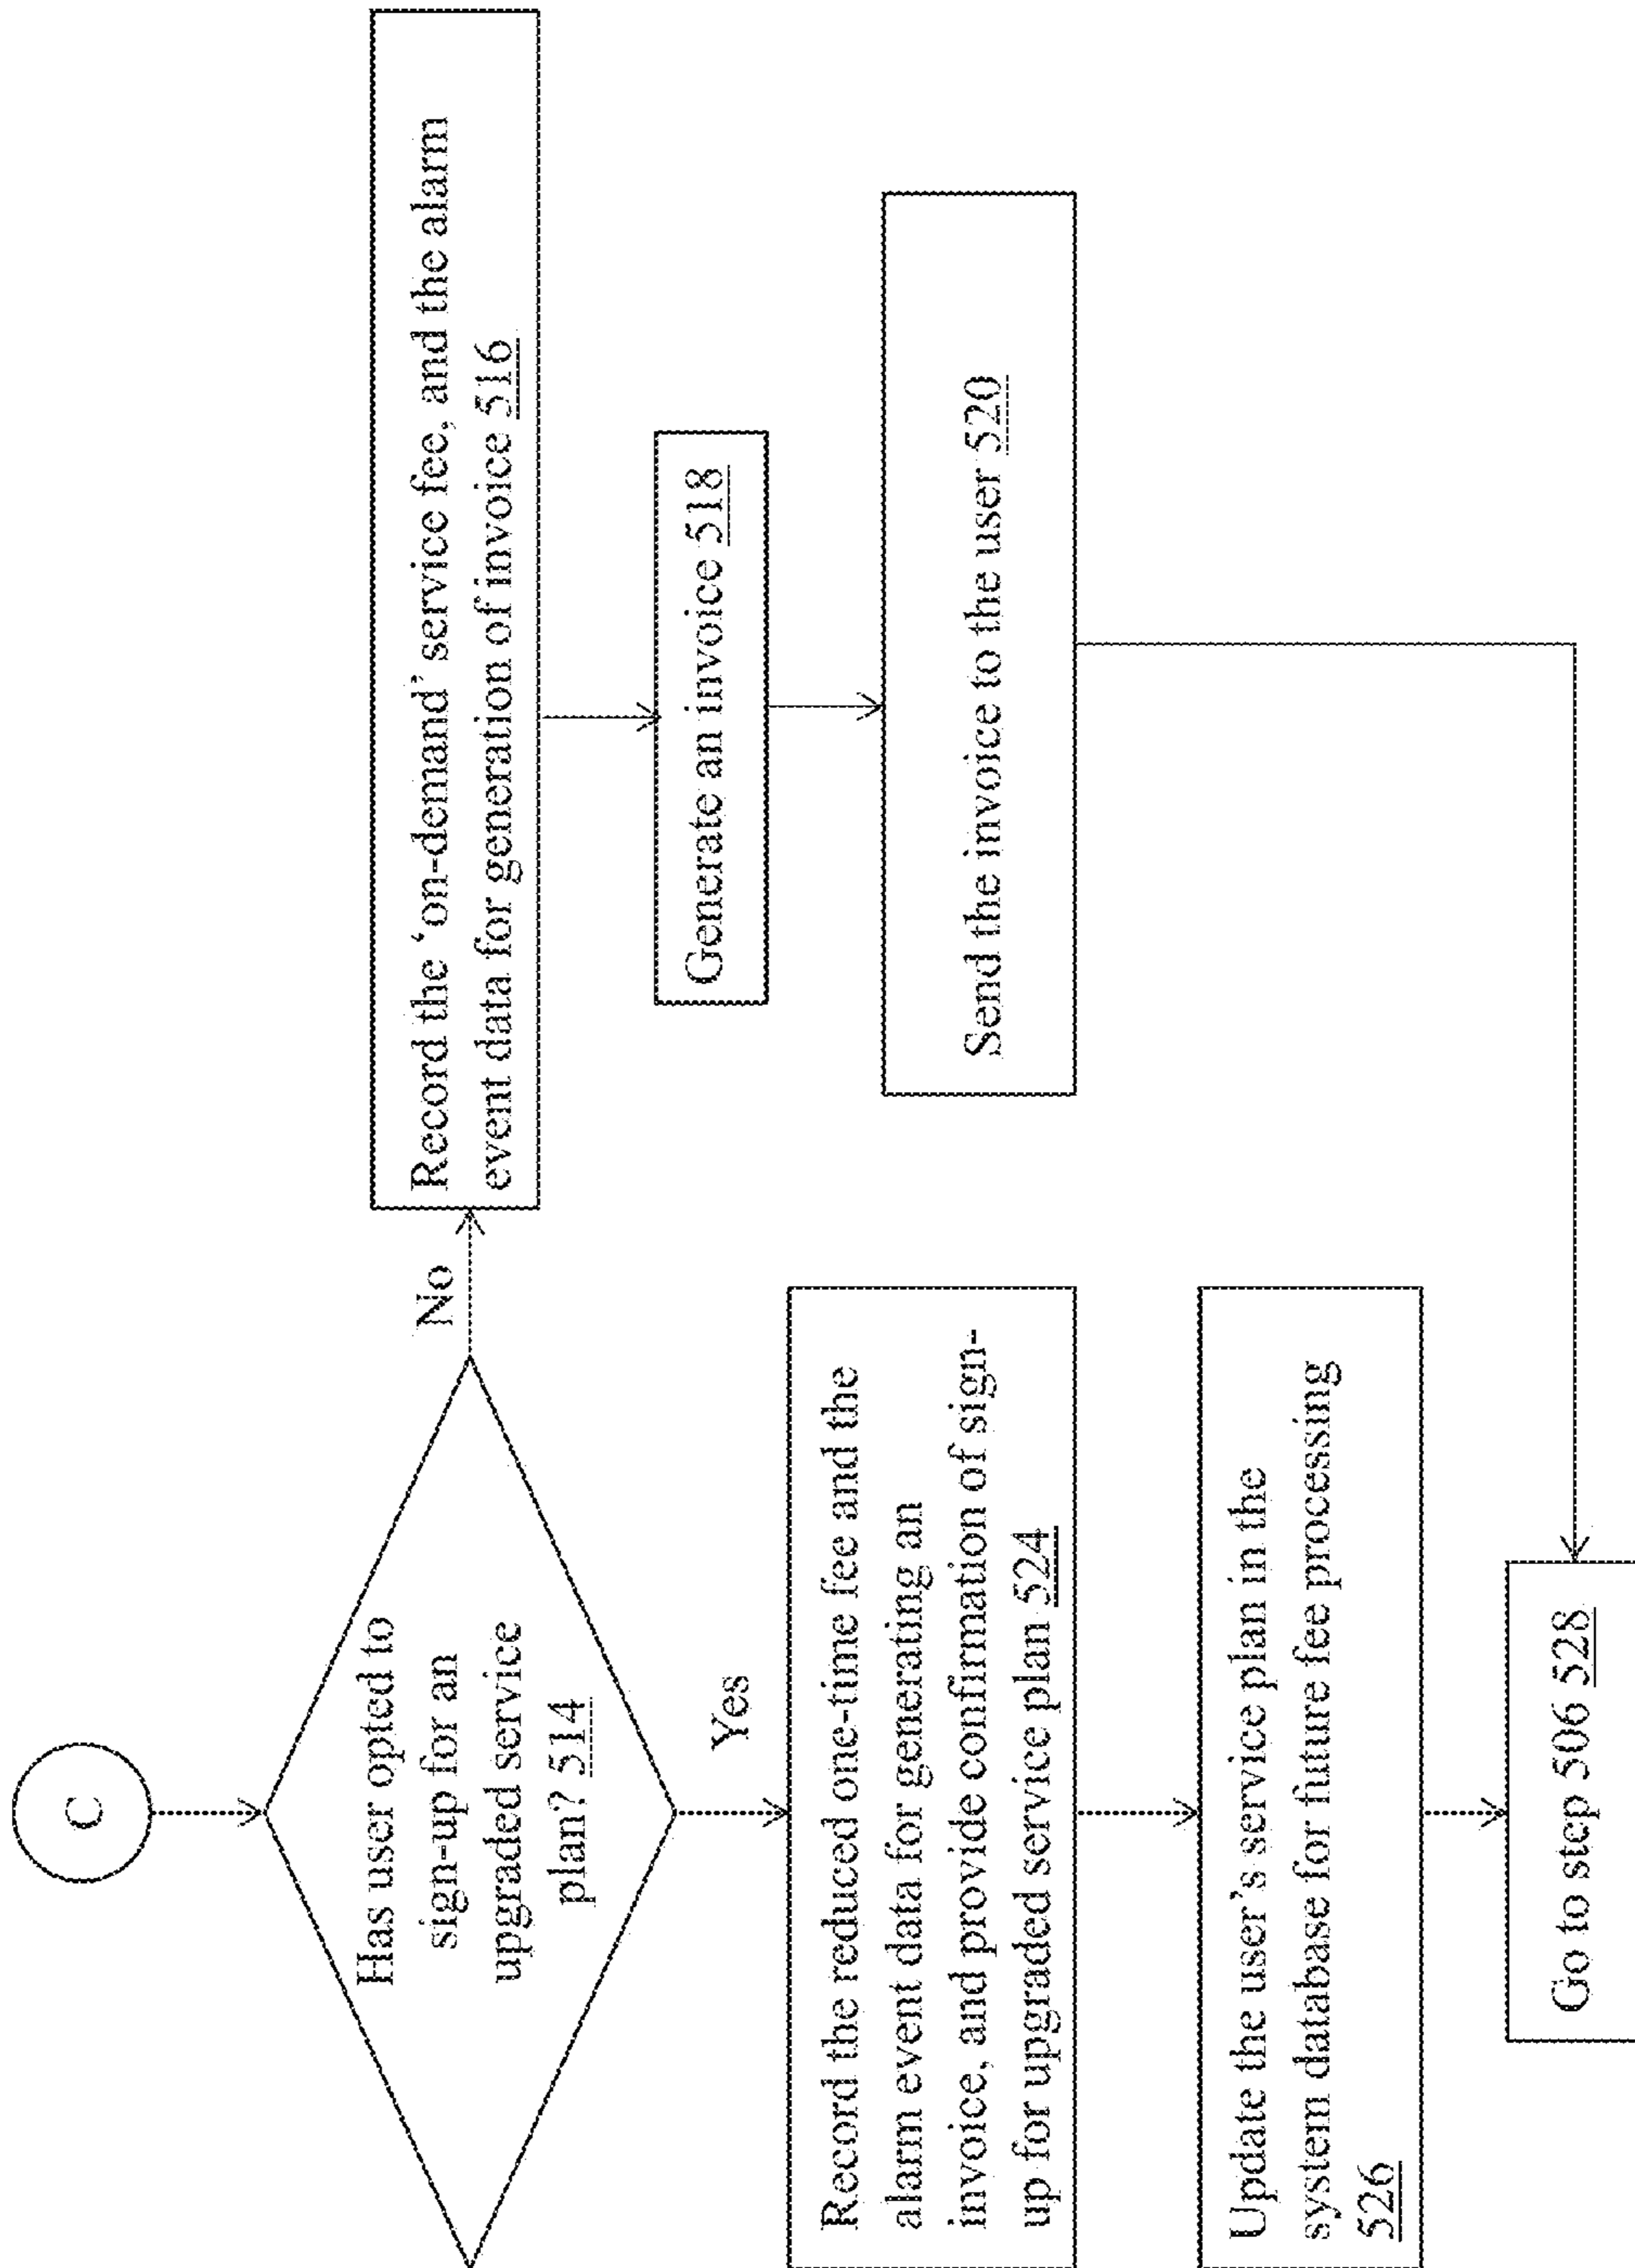 C
Has user opted to
sign-up for an
upgraded service
plan? 514
No
Record the ‘on-demand’ service fee, and the alarm
event data for generation of invoice 516
Generate an invoice 518
Send the invoice to the user 520
Yes
Record the reduced one-time fee and the
alarm event data for generating an
invoice, and provide confirmation of sign-
up for upgraded service plan 524
Update the user’s service plan in the
system database for future fee processing
526
Go to step 506 528